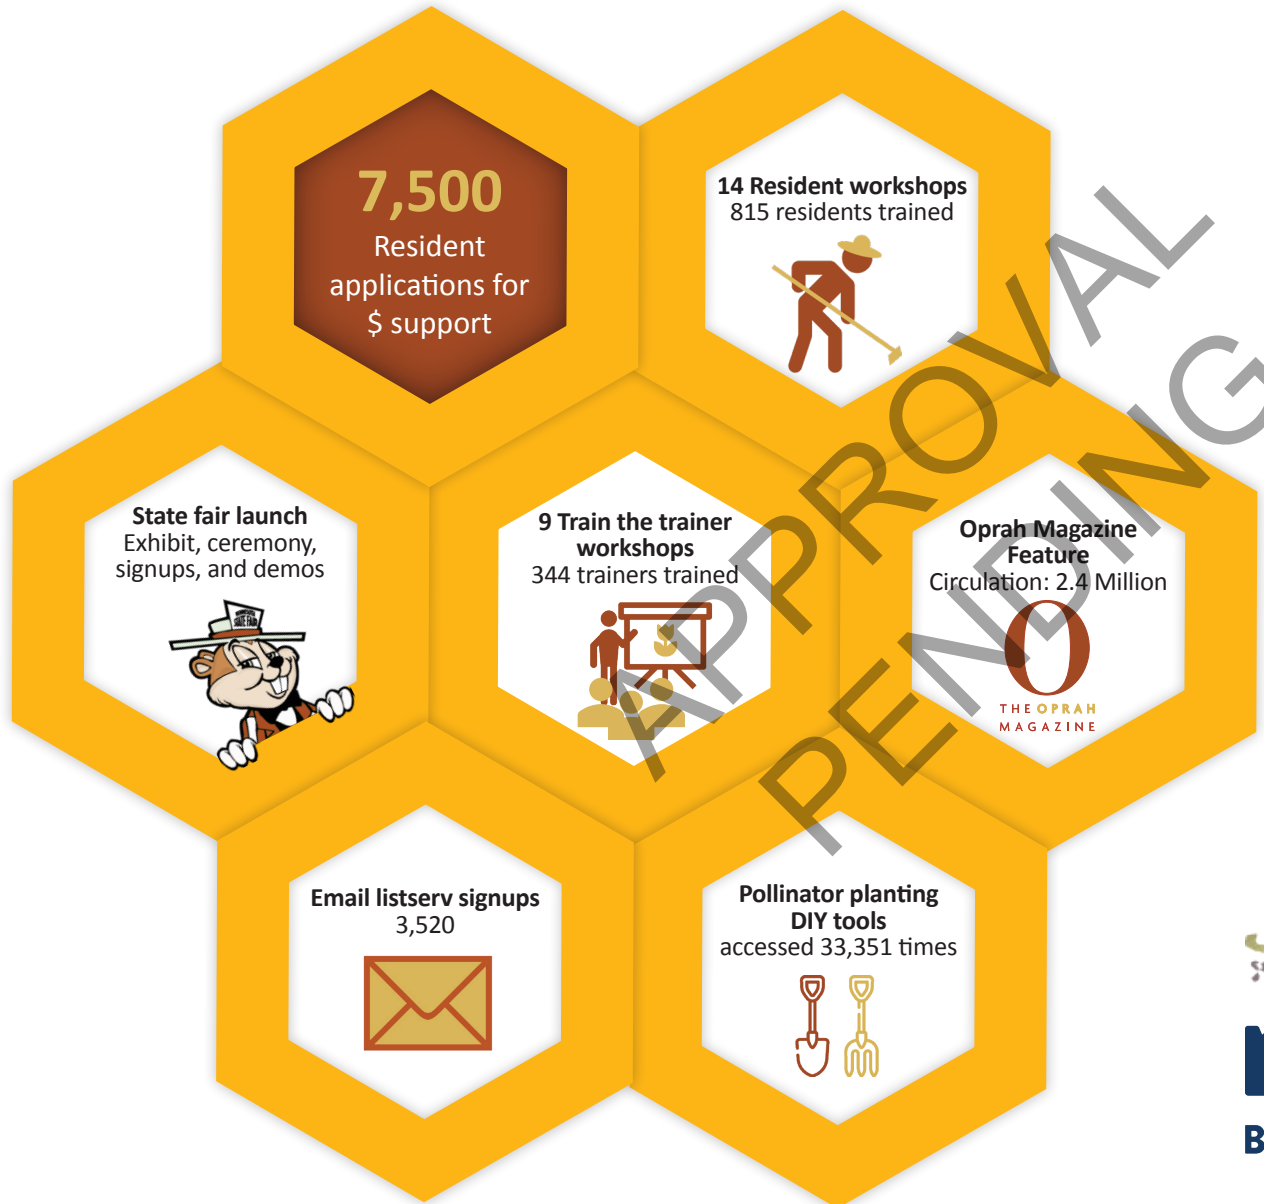 7,500
Resident
applications for
$ support
14 Resident workshops
815 residents trained
State fair launch
Exhibit, ceremony,
signups, and demos
STATE FAIR
9 Train the trainer
workshops
344 trainers trained
Oprah Magazine
Feature
Circulation: 2.4 Million
O
THE OPRAH
MAGAZINE
Email listserv signups
3,520
Pollinator planting
DIY tools
accessed 33,351 times
APPROVAL
PENDING
B